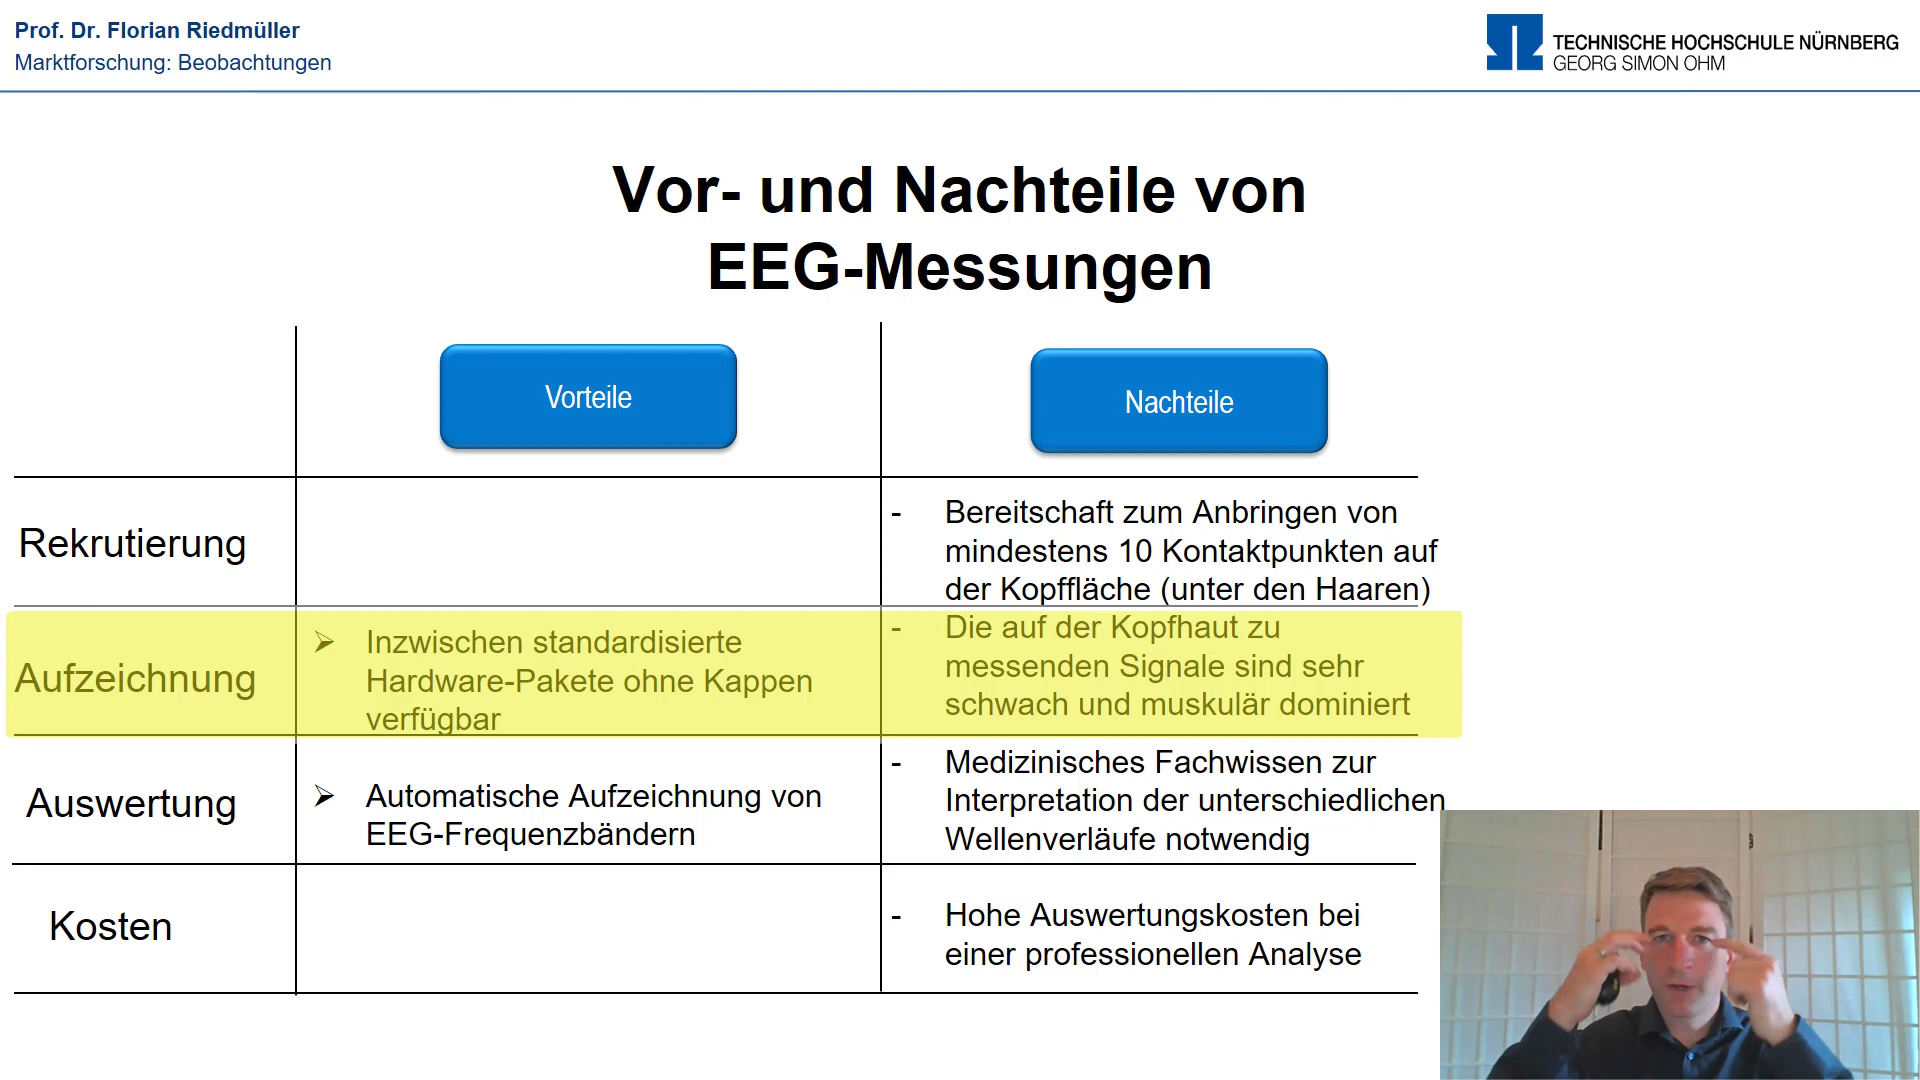 Prof. Dr. Florian Riedmüller
Marktforschung: Beobachtungen
TECHNISCHE HOCHSCHULE NÜRNBERG
GEORG SIMON OHM
Vor- und Nachteile von
EEG-Messungen
Vorteile
Nachteile
Rekrutierung
- Bereitschaft zum Anbringen von
mindestens 10 Kontaktpunkten auf
der Kopffläche (unter den Haaren)
Aufzeichnung
➢ Inzwischen standardisierte
Hardware-Pakete ohne Kappen
verfügbar
- Die auf der Kopfhaut zu
messenden Signale sind sehr
schwach und muskulär dominiert
Auswertung
➢ Automatische Aufzeichnung von
EEG-Frequenzbändern
- Medizinisches Fachwissen zur
Interpretation der unterschiedlichen
Wellenverläufe notwendig
Kosten
- Hohe Auswertungskosten bei
einer professionellen Analyse